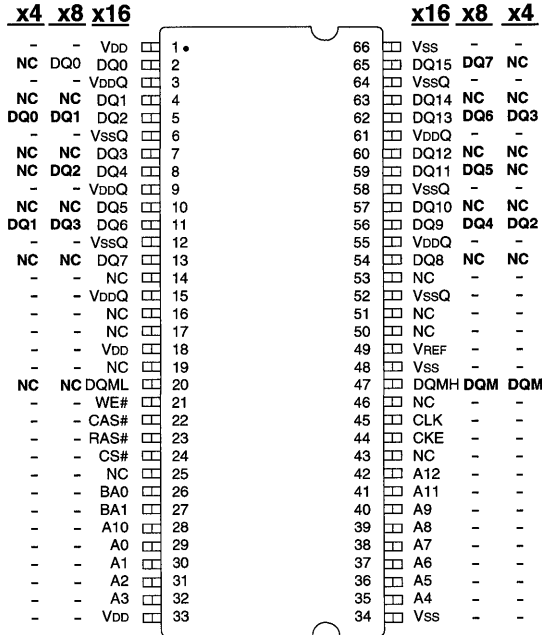 x4 x8 x16 x16 x8 x4
- - VDD 1 66 VSS - -
NC DQ0 DQ0 2 65 DQ15 DQ7 NC
- - VDDQ 3 64 VSSQ - -
NC NC DQ1 4 63 DQ14 NC NC
DQ0 DQ1 DQ2 5 62 DQ13 DQ6 DQ3
- - VSSQ 6 61 VDDQ - -
NC NC DQ3 7 60 DQ12 NC NC
NC DQ2 DQ4 8 59 DQ11 DQ5 NC
- - VDDQ 9 58 VSSQ - -
NC NC DQ5 10 57 DQ10 NC NC
DQ1 DQ3 DQ6 11 56 DQ9 DQ4 DQ2
- - VSSQ 12 55 VDDQ - -
NC NC DQ7 13 54 DQ8 NC NC
- - NC 14 53 NC - -
- - VDDQ 15 52 VSSQ - -
- - NC 16 51 NC - -
- - NC 17 50 NC - -
- - VDD 18 49 VREF - -
- - NC 19 48 VSS - -
NC NC DQML 20 47 DQMH DQM DQM
- - WE# 21 46 NC - -
- - CAS# 22 45 CLK - -
- - RAS# 23 44 CKE - -
- - CS# 24 43 NC - -
- - NC 25 42 A12 - -
- - BA0 26 41 A11 - -
- - BA1 27 40 A9 - -
- - A10 28 39 A8 - -
- - A0 29 38 A7 - -
- - A1 30 37 A6 - -
- - A2 31 36 A5 - -
- - A3 32 35 A4 - -
- - VDD 33 34 VSS - -